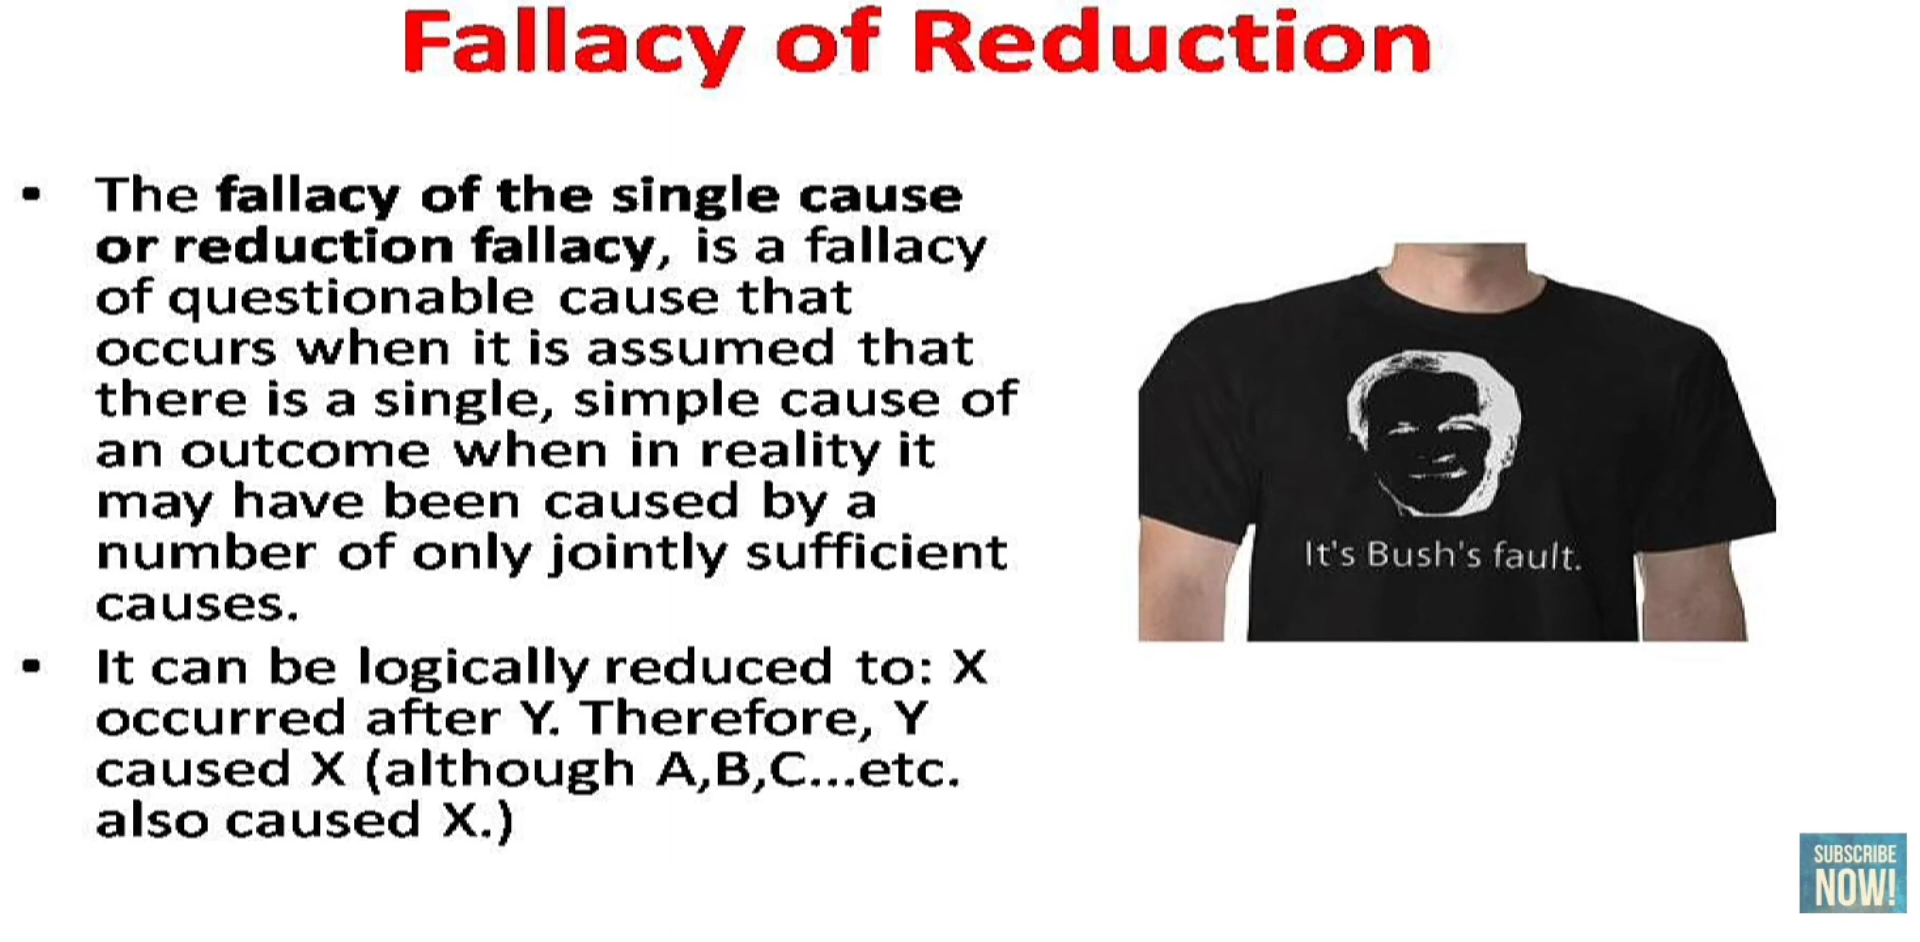 Fallacy of Reduction
▪ The fallacy of the single cause
or reduction fallacy, is a fallacy
of questionable cause that
occurs when it is assumed that
there is a single, simple cause of
an outcome when in reality it
may have been caused by a
number of only jointly sufficient
causes.
▪ It can be logically reduced to: X
occurred after Y. Therefore, Y
caused X (although A,B,C...etc.
also caused X.)
It's Bush's fault.
SUBSCRIBE
NOW!